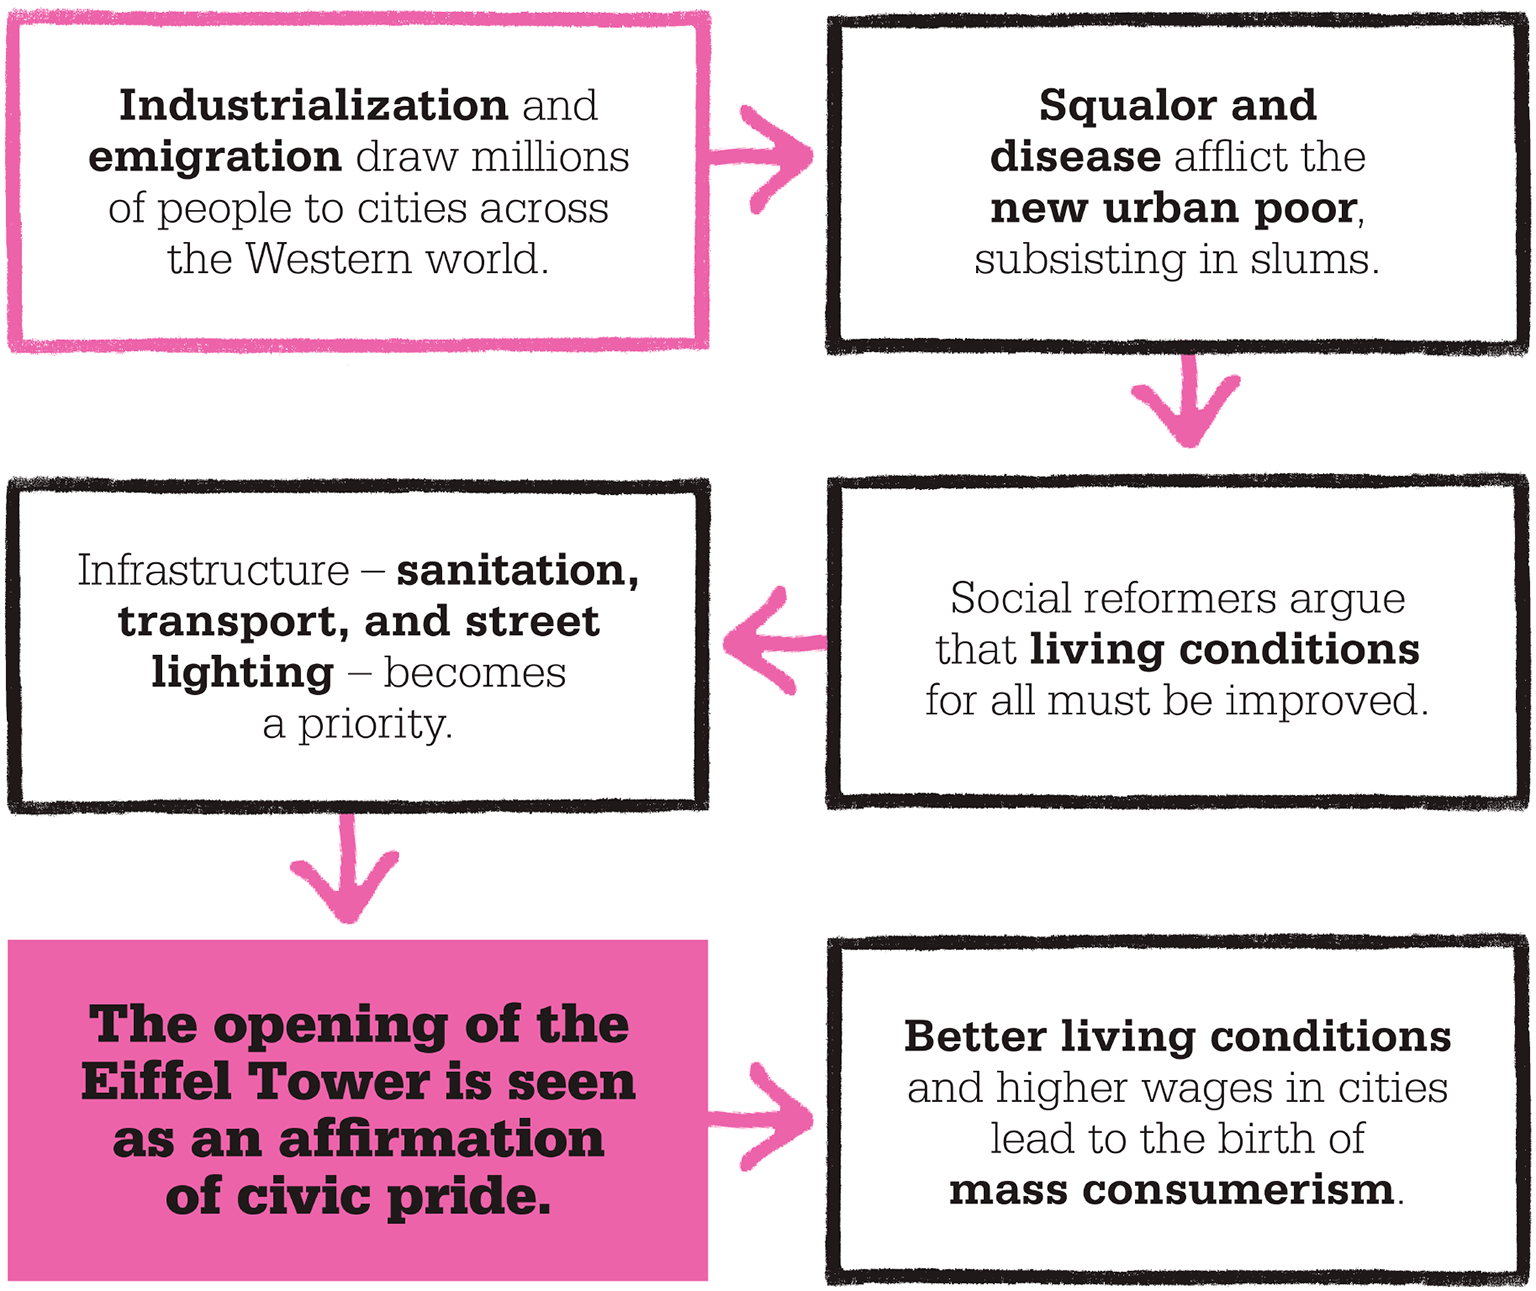 Industrialization and
emigration draw millions
of people to cities across
the Western world.
Squalor and
disease afflict the
new urban poor,
subsisting in slums.
Social reformers argue
that living conditions
for all must be improved.
Infrastructure – sanitation,
transport, and street
lighting – becomes
a priority.
The opening of the
Eiffel Tower is seen
as an affirmation
of civic pride.
Better living conditions
and higher wages in cities
lead to the birth of
mass consumerism.